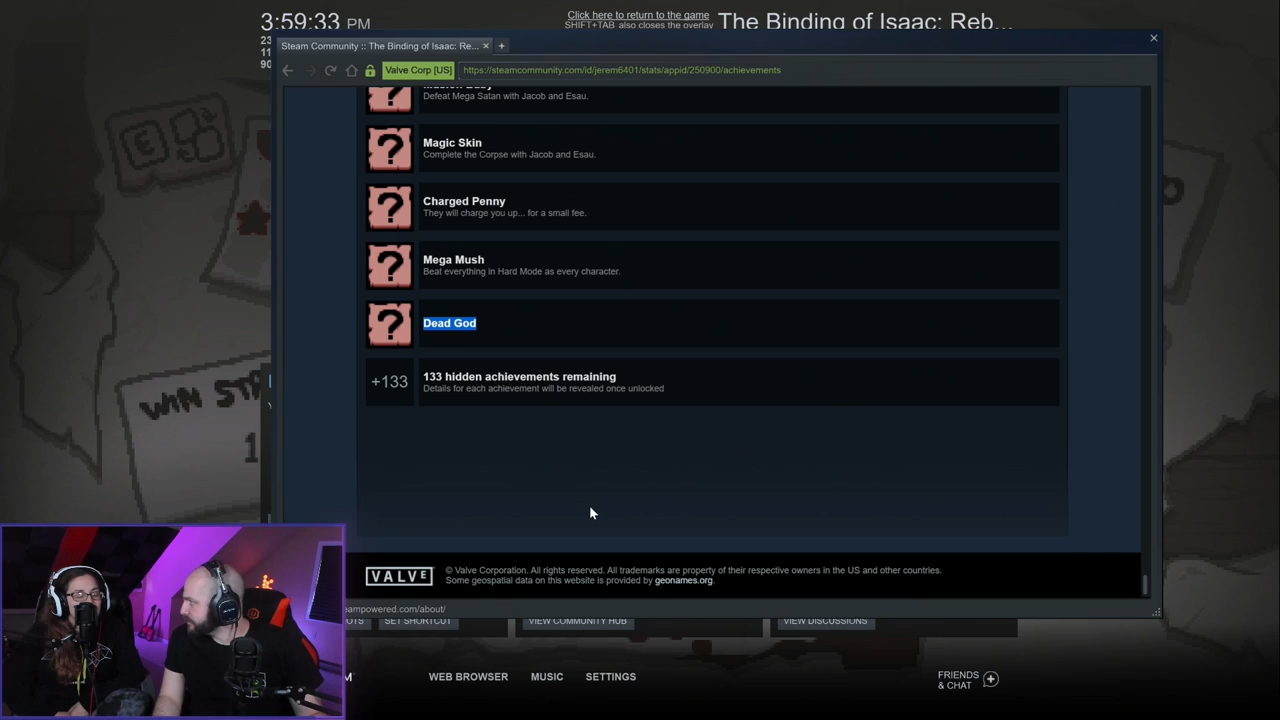 3:59:33 PM
Click here to return to the game
SHIFT+TAB also closes the overlay
The Binding of Isaac: Reb...
Steam Community :: The Binding of Isaac: Re...
Valve Corp [US]
https://steamcommunity.com/id/jerem6401/stats/appid/250900/achievements
Defeat Mega Satan with Jacob and Esau.
Magic Skin
Complete the Corpse with Jacob and Esau.
Charged Penny
They will charge you up... for a small fee.
Mega Mush
Beat everything in Hard Mode as every character.
Dead God
+133
133 hidden achievements remaining
Details for each achievement will be revealed once unlocked
WIN STR
1
VALVE
© Valve Corporation. All rights reserved. All trademarks are property of their respective owners in the US and other countries.
Some geospatial data on this website is provided by geonames.org.
eampowered.com/about/
SET SHORTCUT
VIEW COMMUNITY HUB
VIEW DISCUSSIONS
WEB BROWSER
MUSIC
SETTINGS
FRIENDS
& CHAT